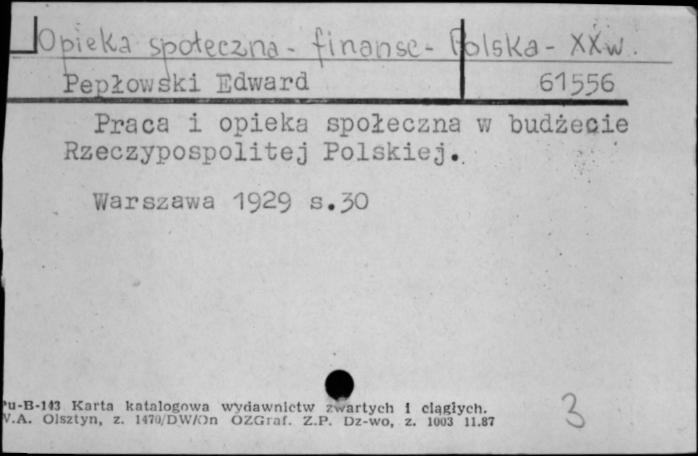 Opieka społeczna - finanse - Polska - XXw.
Pepłowski Edward 61556
Praca i opieka społeczna w budżecie
Rzeczypospolitej Polskiej.
Warszawa 1929 s.30
Pu-B-143 Karta katalogowa wydawnictw zwartych i ciągłych.
W.A. Olsztyn, z. 1470/DW/On OZGraf. Z.P. Dz-wo, z. 1003 11.87
3